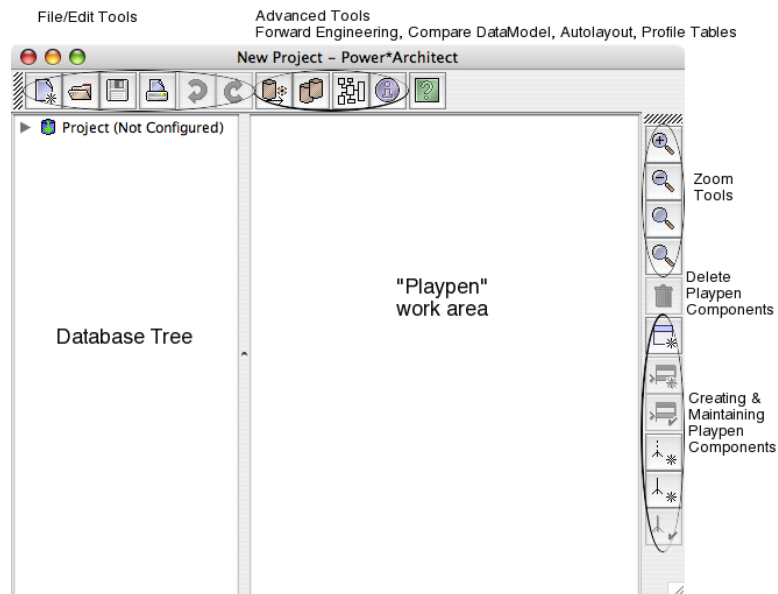 File/Edit Tools
Advanced Tools
Forward Engineering, Compare DataModel, Autolayout, Profile Tables
New Project – Power*Architect
Project (Not Configured)
Zoom
Tools
"Playpen"
work area
Delete
Playpen
Components
Database Tree
Creating &
Maintaining
Playpen
Components